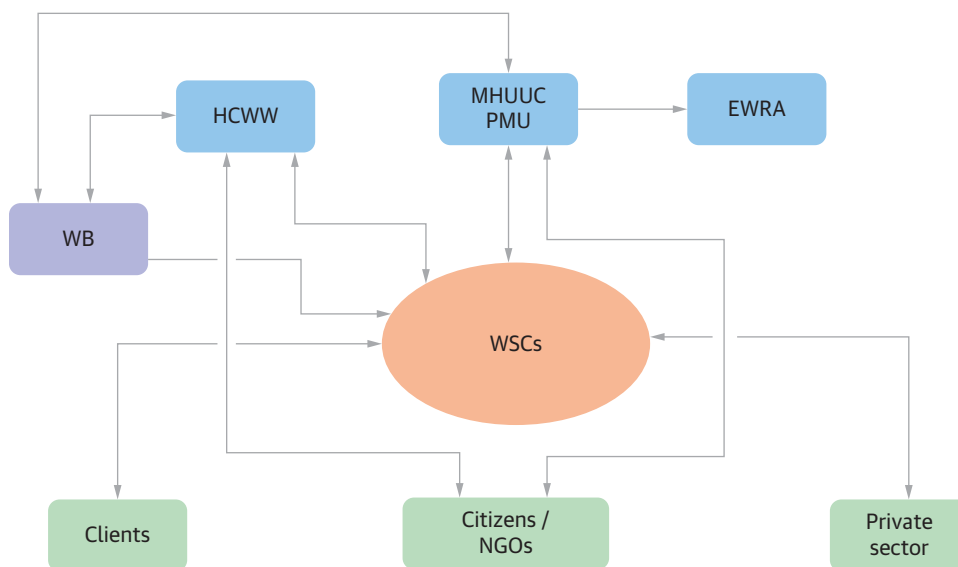 MHUUC
PMU
HCWW
EWRA
WB
WSCs
Clients
Citizens /
NGOs
Private
sector